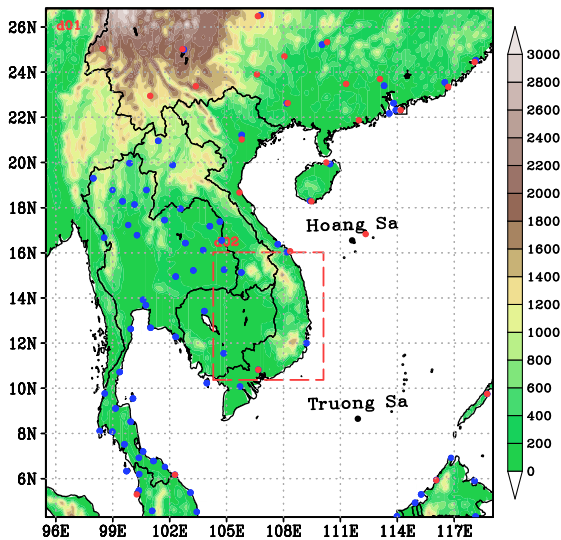 d01
26N
24N
22N
20N
18N
16N
14N
12N
10N
8N
6N
Hoang Sa
d02
Truong Sa
96E 99E 102E 105E 108E 111E 114E 117E
3000
2800
2600
2400
2200
2000
1800
1600
1400
1200
1000
800
600
400
200
0